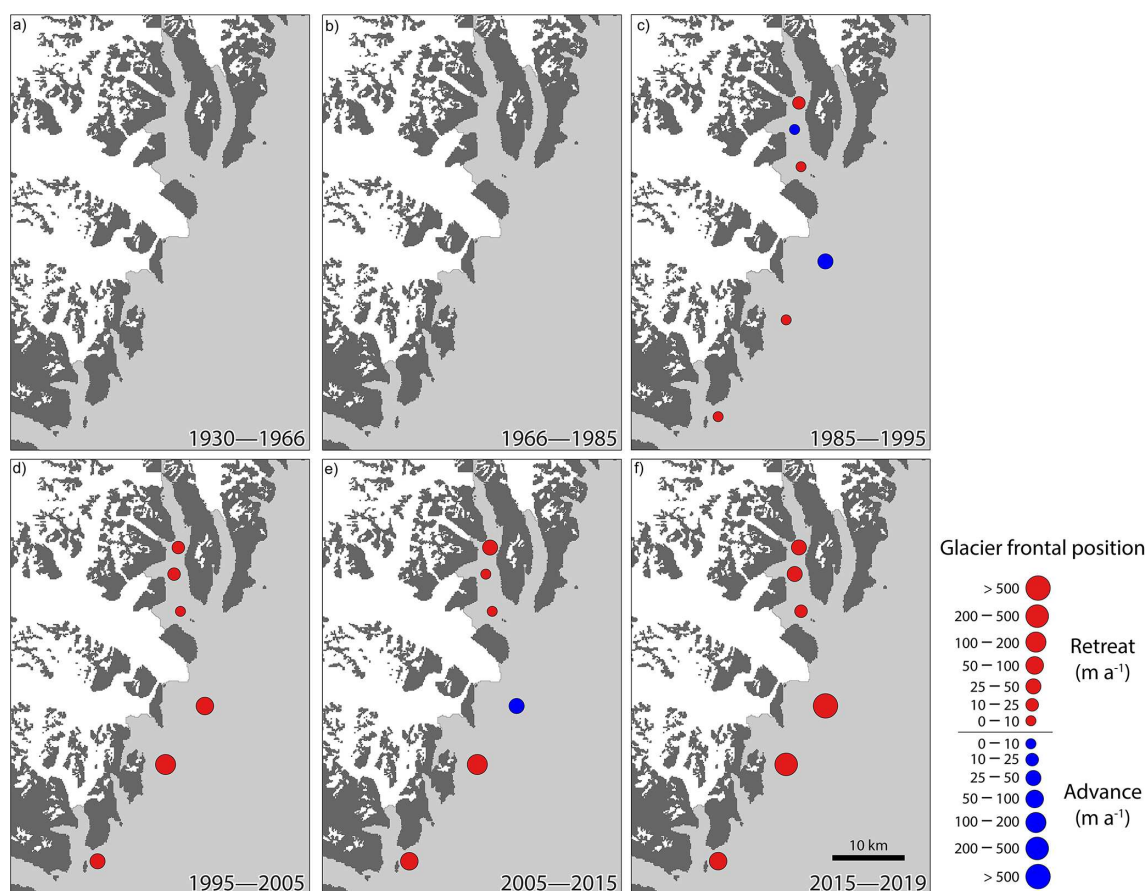 a)
1930—1966
b)
1966—1985
c)
1985—1995
d)
1995—2005
e)
2005—2015
f)
10 km
2015—2019
Glacier frontal position
> 500
200 – 500
100 – 200
50 – 100
25 – 50
10 – 25
0 – 10
Retreat
(m a⁻¹)
0 – 10
10 – 25
25 – 50
50 – 100
100 – 200
200 – 500
> 500
Advance
(m a⁻¹)